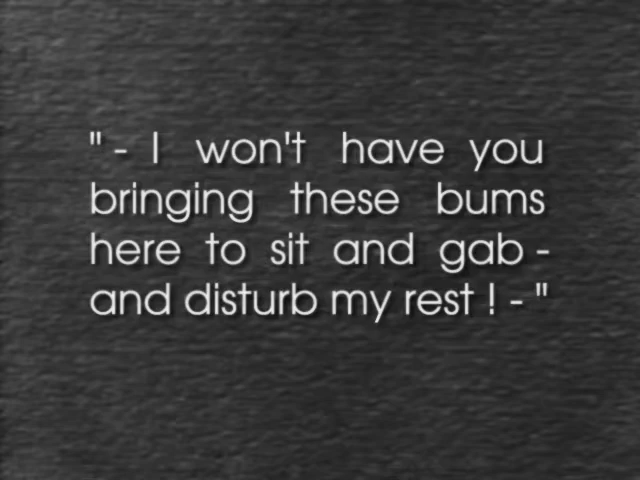 " - I won't have you
bringing these bums
here to sit and gab -
and disturb my rest ! - "